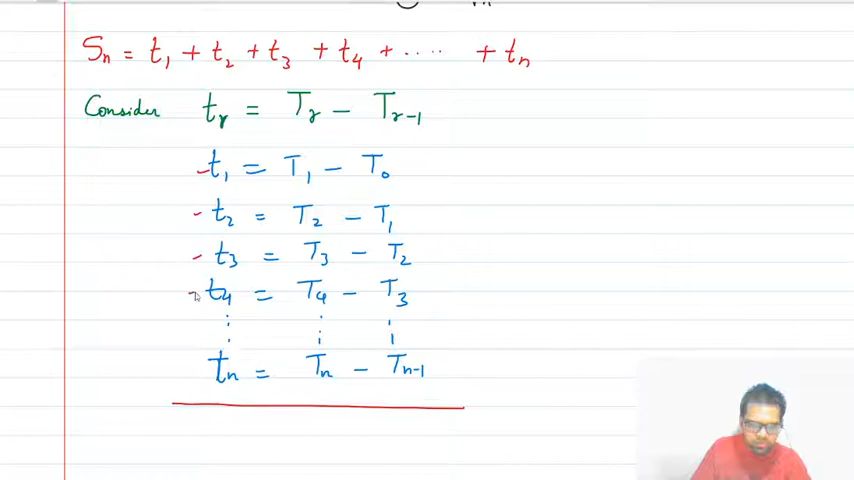 Sn = t1 + t2 + t3 + t4 + ..... + tn
Consider tr = Tr - Tr-1
t1 = T1 - T0
t2 = T2 - T1
t3 = T3 - T2
t4 = T4 - T3
⋮ ⋮ ⋮
tn = Tn - Tn-1